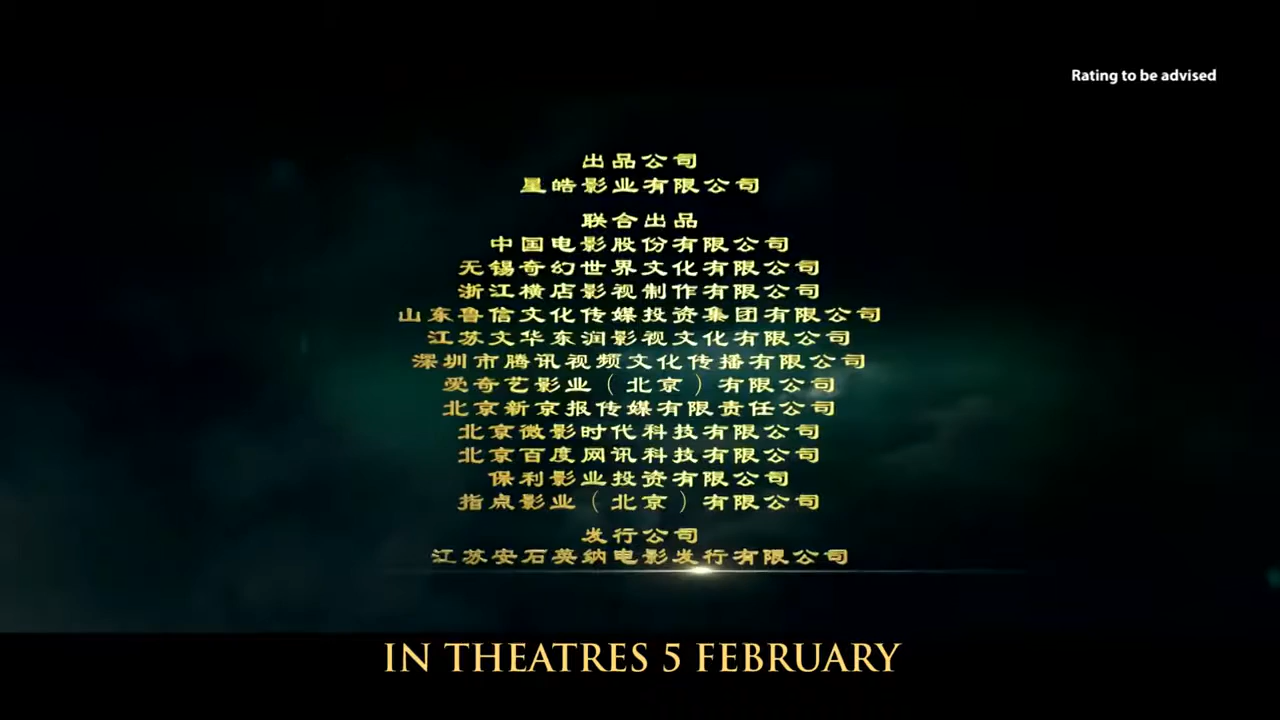 Rating to be advised
出品公司
星皓影业有限公司
联合出品
中国电影股份有限公司
无锡奇幻世界文化有限公司
浙江横店影视制作有限公司
山东鲁信文化传媒投资集团有限公司
江苏文华东润影视文化有限公司
深圳市腾讯视频文化传播有限公司
爱奇艺影业（北京）有限公司
北京新京报传媒有限责任公司
北京微影时代科技有限公司
北京百度网讯科技有限公司
保利影业投资有限公司
指点影业（北京）有限公司
发行公司
江苏安石英纳电影发行有限公司
IN THEATRES 5 FEBRUARY